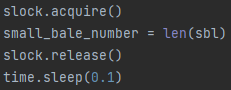 slock.acquire()
small_bale_number = len(sbl)
slock.release()
time.sleep(0.1)